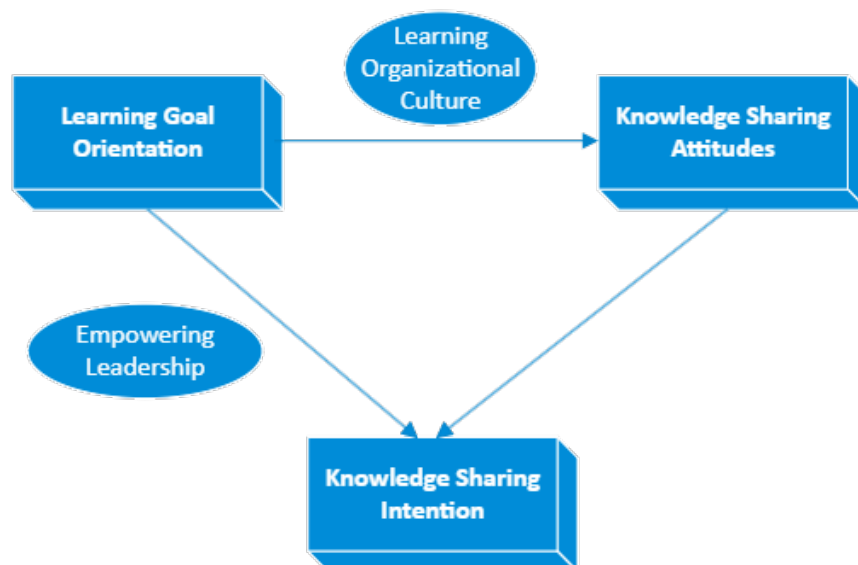 Learning
Organizational
Culture
Learning Goal
Orientation
Knowledge Sharing
Attitudes
Empowering
Leadership
Knowledge Sharing
Intention